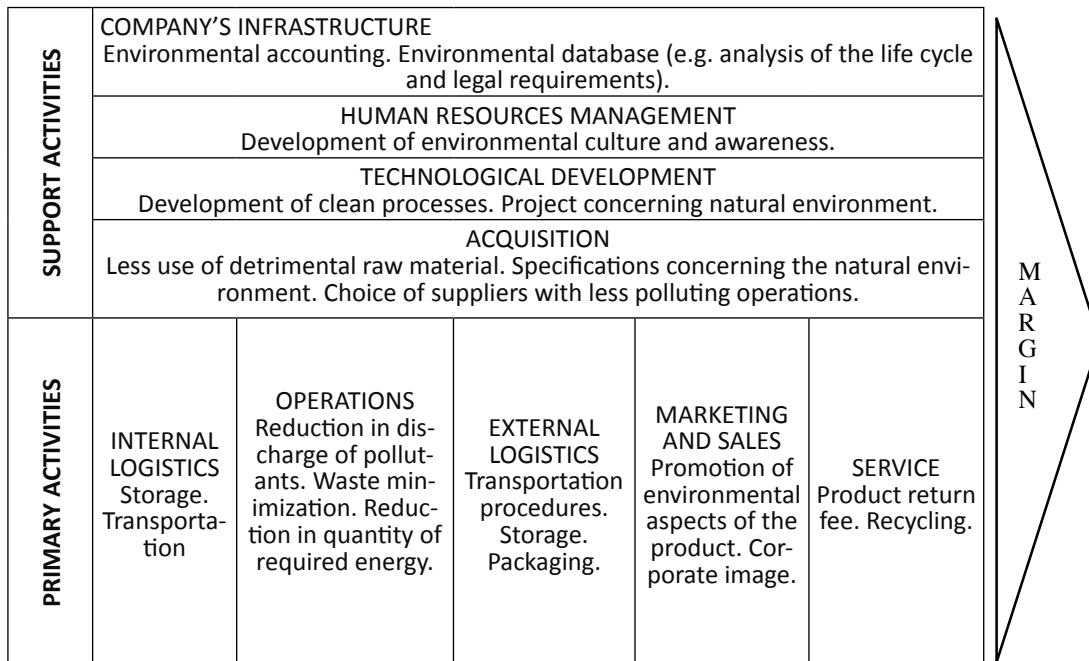 SUPPORT ACTIVITIES
COMPANY’S INFRASTRUCTURE
Environmental accounting. Environmental database (e.g. analysis of the life cycle
and legal requirements).
HUMAN RESOURCES MANAGEMENT
Development of environmental culture and awareness.
TECHNOLOGICAL DEVELOPMENT
Development of clean processes. Project concerning natural environment.
ACQUISITION
Less use of detrimental raw material. Specifications concerning the natural envi-
ronment. Choice of suppliers with less polluting operations.
PRIMARY ACTIVITIES
INTERNAL
LOGISTICS
Storage.
Transporta-
tion
OPERATIONS
Reduction in dis-
charge of pollut-
ants. Waste min-
imization. Reduc-
tion in quantity of
required energy.
EXTERNAL
LOGISTICS
Transportation
procedures.
Storage.
Packaging.
MARKETING
AND SALES
Promotion of
environmental
aspects of the
product. Cor-
porate image.
SERVICE
Product return
fee. Recycling.
MARGIN